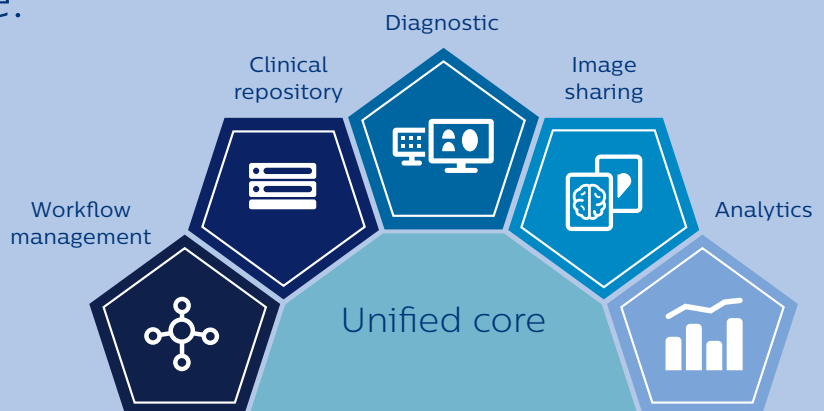 Diagnostic
Clinical
repository
Image
sharing
Workflow
management
Analytics
Unified core